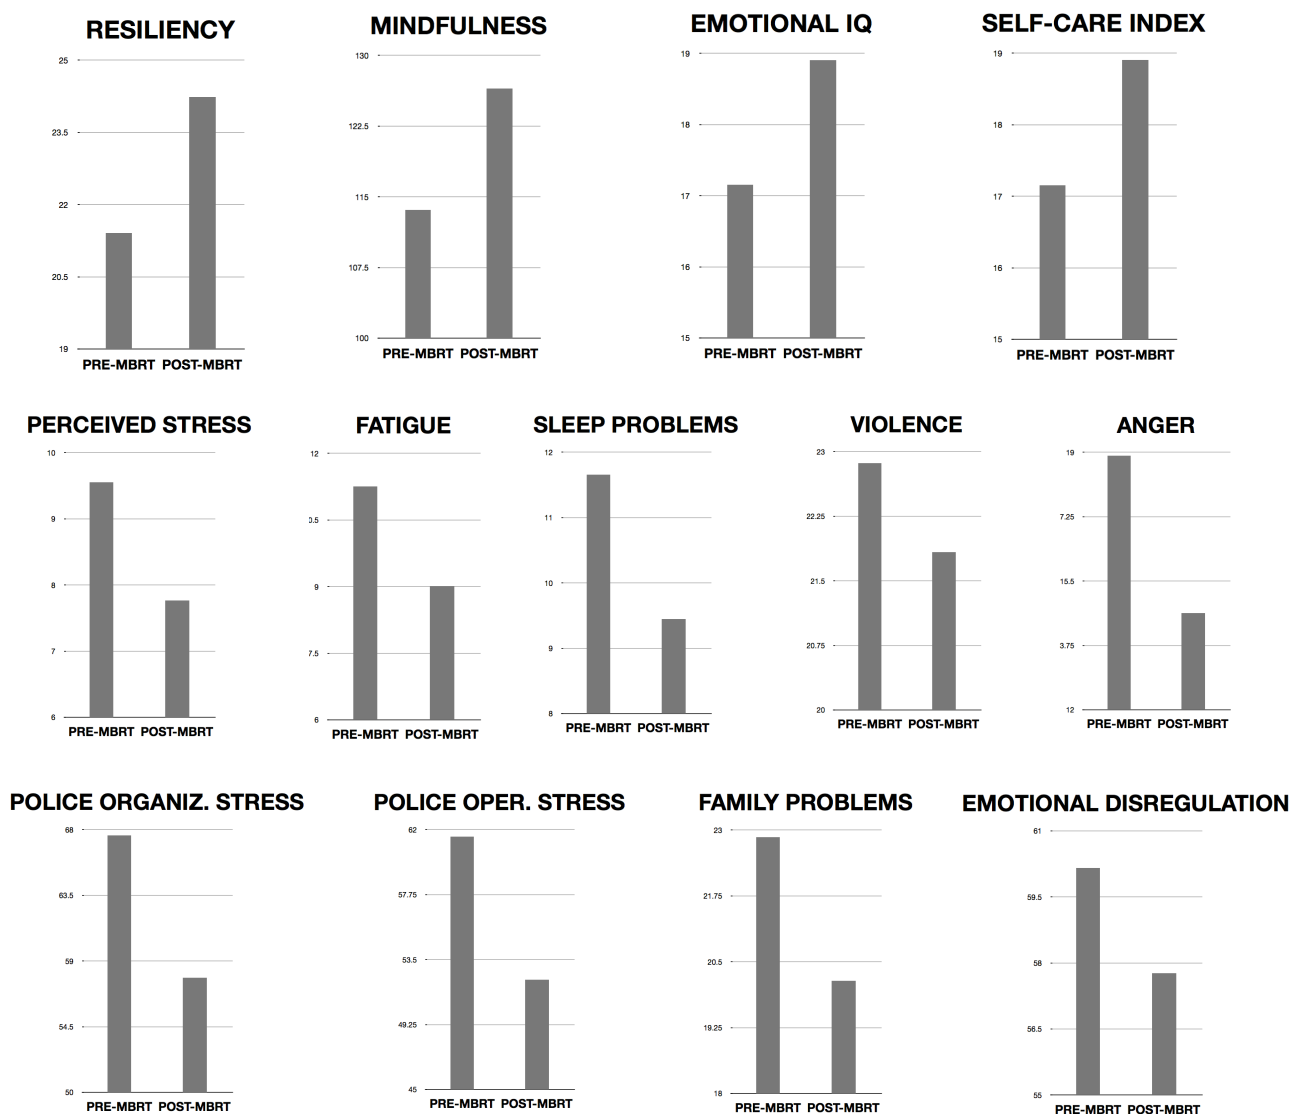 RESILIENCY
25
23.5
22
20.5
19
PRE-MBRT POST-MBRT
MINDFULNESS
130
122.5
115
107.5
100
PRE-MBRT POST-MBRT
EMOTIONAL IQ
19
18
17
16
15
PRE-MBRT POST-MBRT
SELF-CARE INDEX
19
18
17
16
15
PRE-MBRT POST-MBRT
PERCEIVED STRESS
10
9
8
7
6
PRE-MBRT POST-MBRT
FATIGUE
12
0.5
9
7.5
6
PRE-MBRT POST-MBRT
SLEEP PROBLEMS
12
11
10
9
8
PRE-MBRT POST-MBRT
VIOLENCE
23
22.25
21.5
20.75
20
PRE-MBRT POST-MBRT
ANGER
19
7.25
15.5
3.75
12
PRE-MBRT POST-MBRT
POLICE ORGANIZ. STRESS
68
63.5
59
54.5
50
PRE-MBRT POST-MBRT
POLICE OPER. STRESS
62
57.75
53.5
49.25
45
PRE-MBRT POST-MBRT
FAMILY PROBLEMS
23
21.75
20.5
19.25
18
PRE-MBRT POST-MBRT
EMOTIONAL DISREGULATION
61
59.5
58
56.5
55
PRE-MBRT POST-MBRT